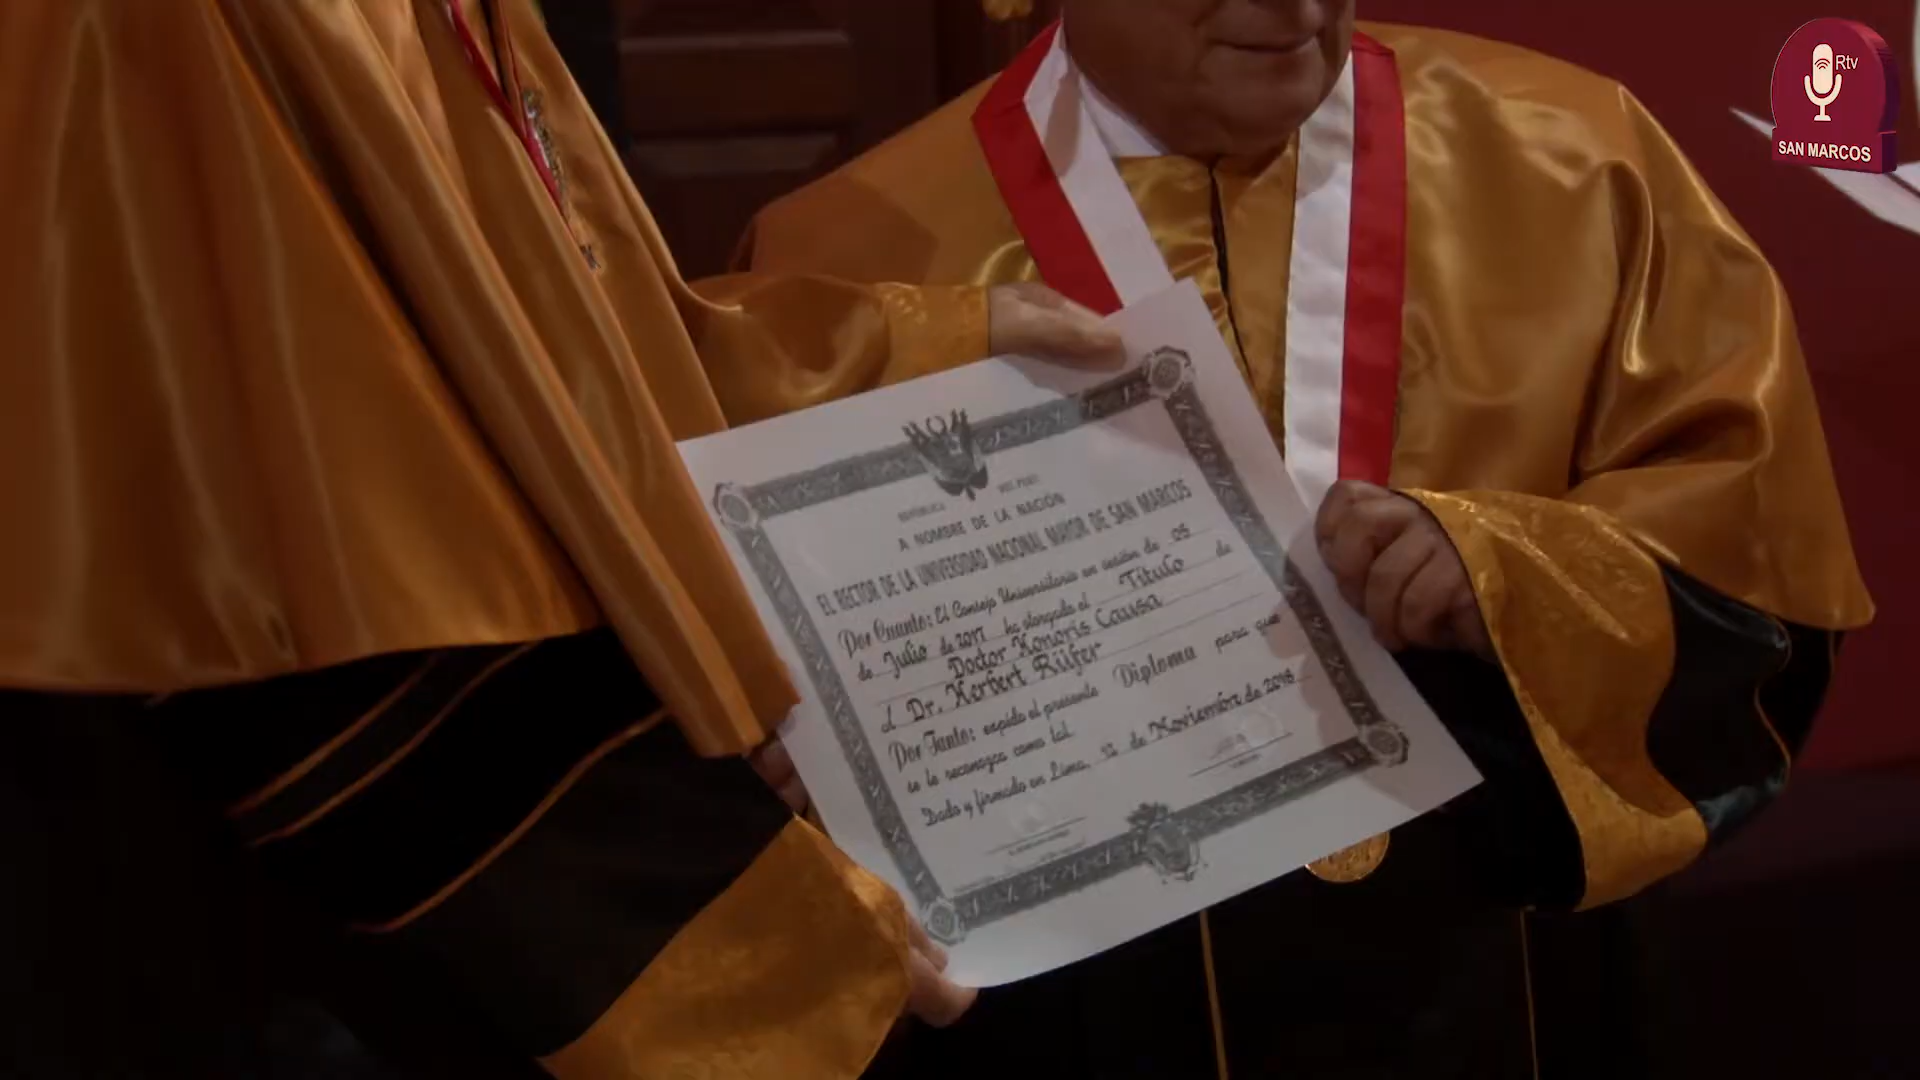 Rtv
SAN MARCOS
REPÚBLICA DEL PERÚ
A NOMBRE DE LA NACIÓN
EL RECTOR DE LA UNIVERSIDAD NACIONAL MAYOR DE SAN MARCOS
Por Cuanto: El Consejo Universitario en sesión de 05
de Julio de 2017 ha otorgado el Título de
Doctor Honoris Causa
al Dr. Herbert Rüfer
Por Tanto: expido el presente Diploma para que
se le reconozca como tal.
Dado y firmado en Lima, 13 de Noviembre de 2018